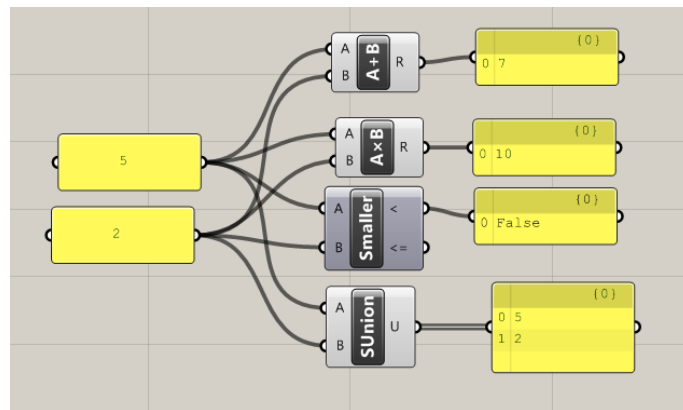 5
2
A
B
A+B
R
{0}
0 7
A
B
A×B
R
{0}
0 10
A
B
Smaller
<
<=
{0}
0 False
A
B
SUnion
U
{0}
0 5
1 2